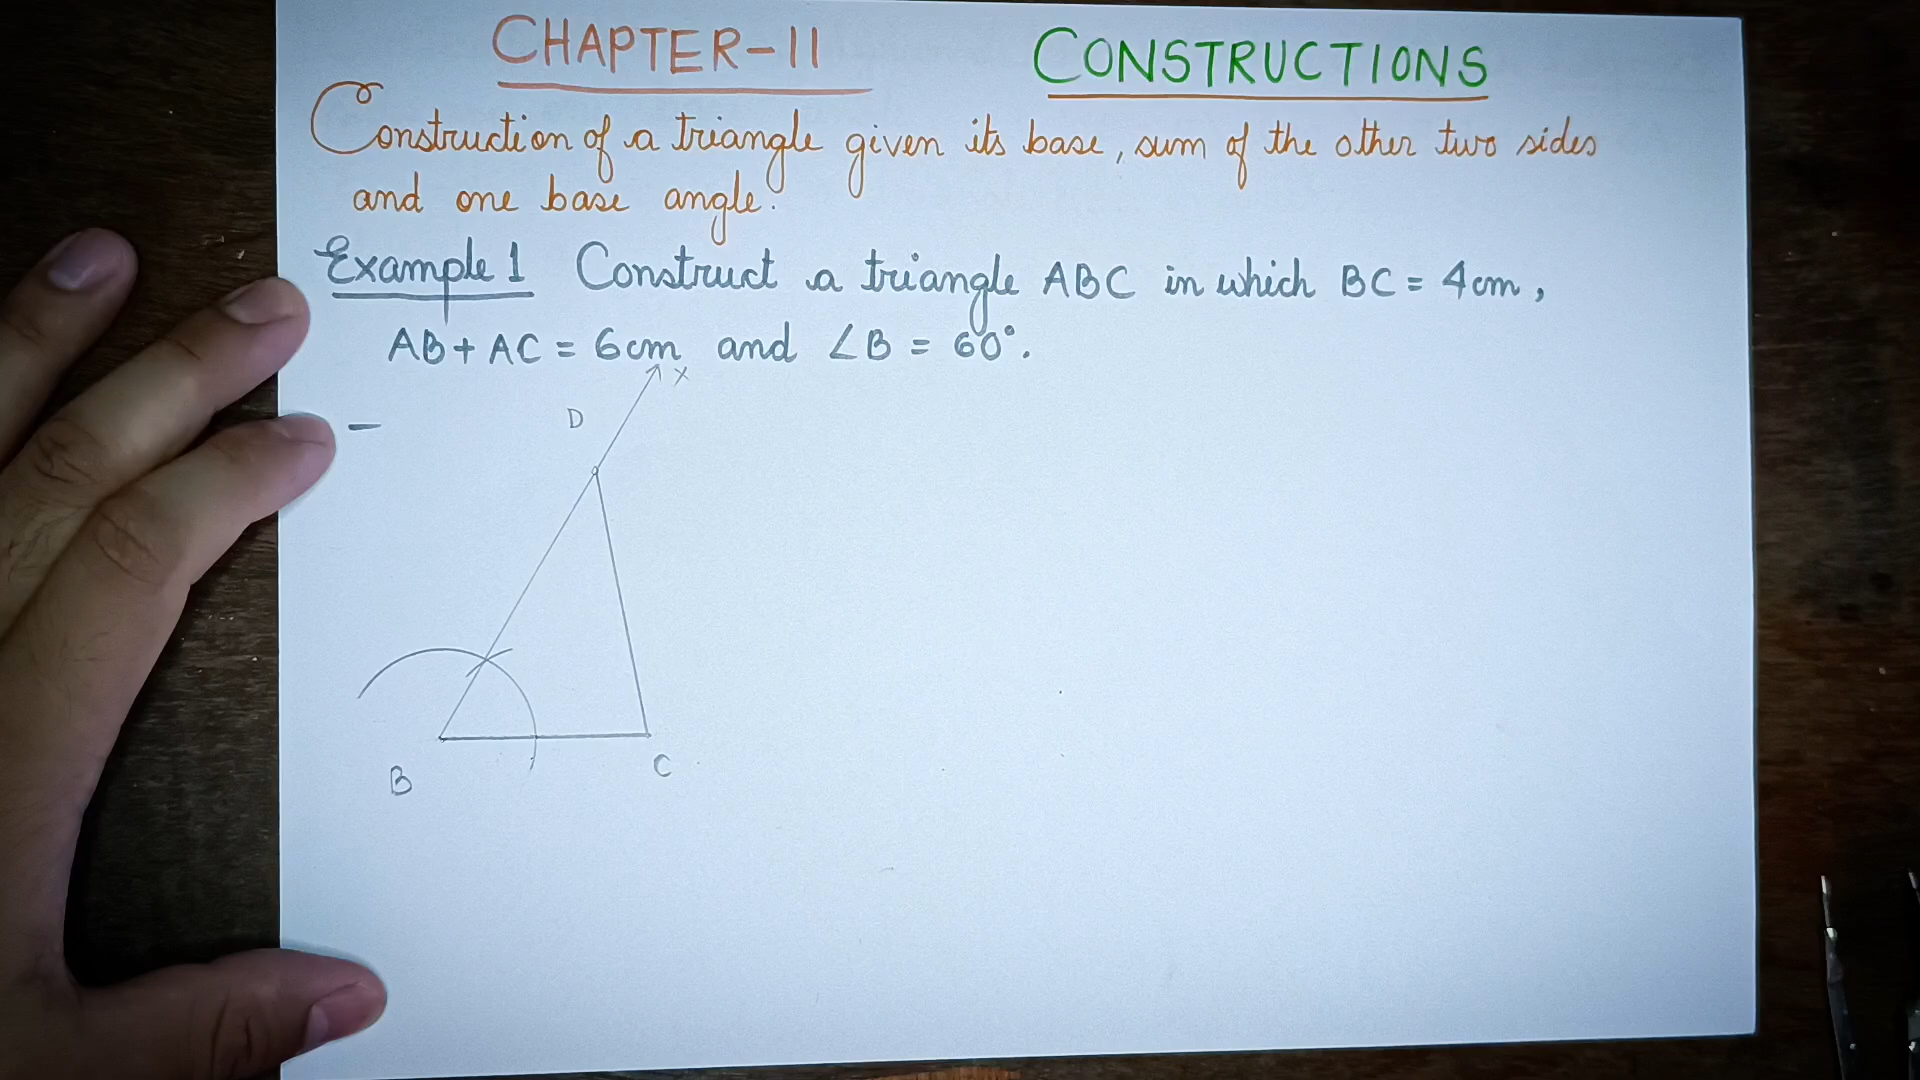 CHAPTER-11 CONSTRUCTIONS
Construction of a triangle given its base, sum of the other two sides
and one base angle.
Example 1 Construct a triangle ABC in which BC = 4cm,
AB + AC = 6cm and ∠B = 60°.
X
D
B
C